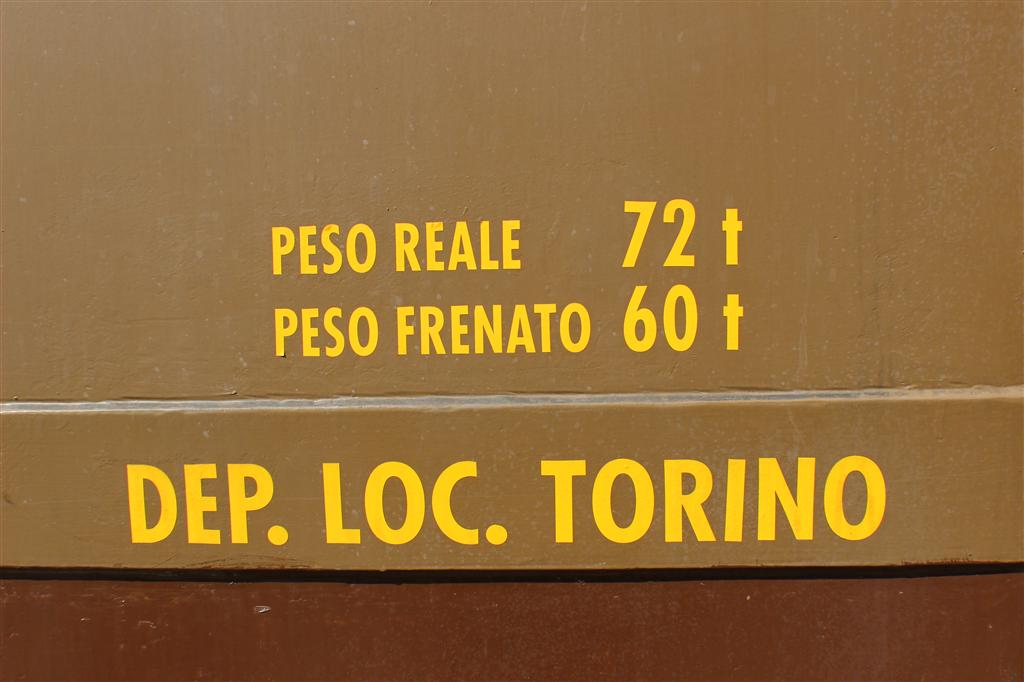 PESO REALE 72 t
PESO FRENATO 60 t
DEP. LOC. TORINO